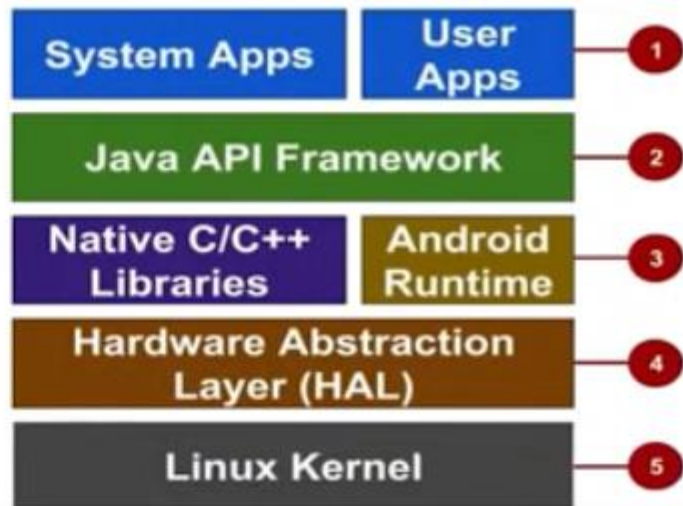 System Apps
User
Apps
1
Java API Framework
2
Native C/C++
Libraries
Android
Runtime
3
Hardware Abstraction
Layer (HAL)
4
Linux Kernel
5